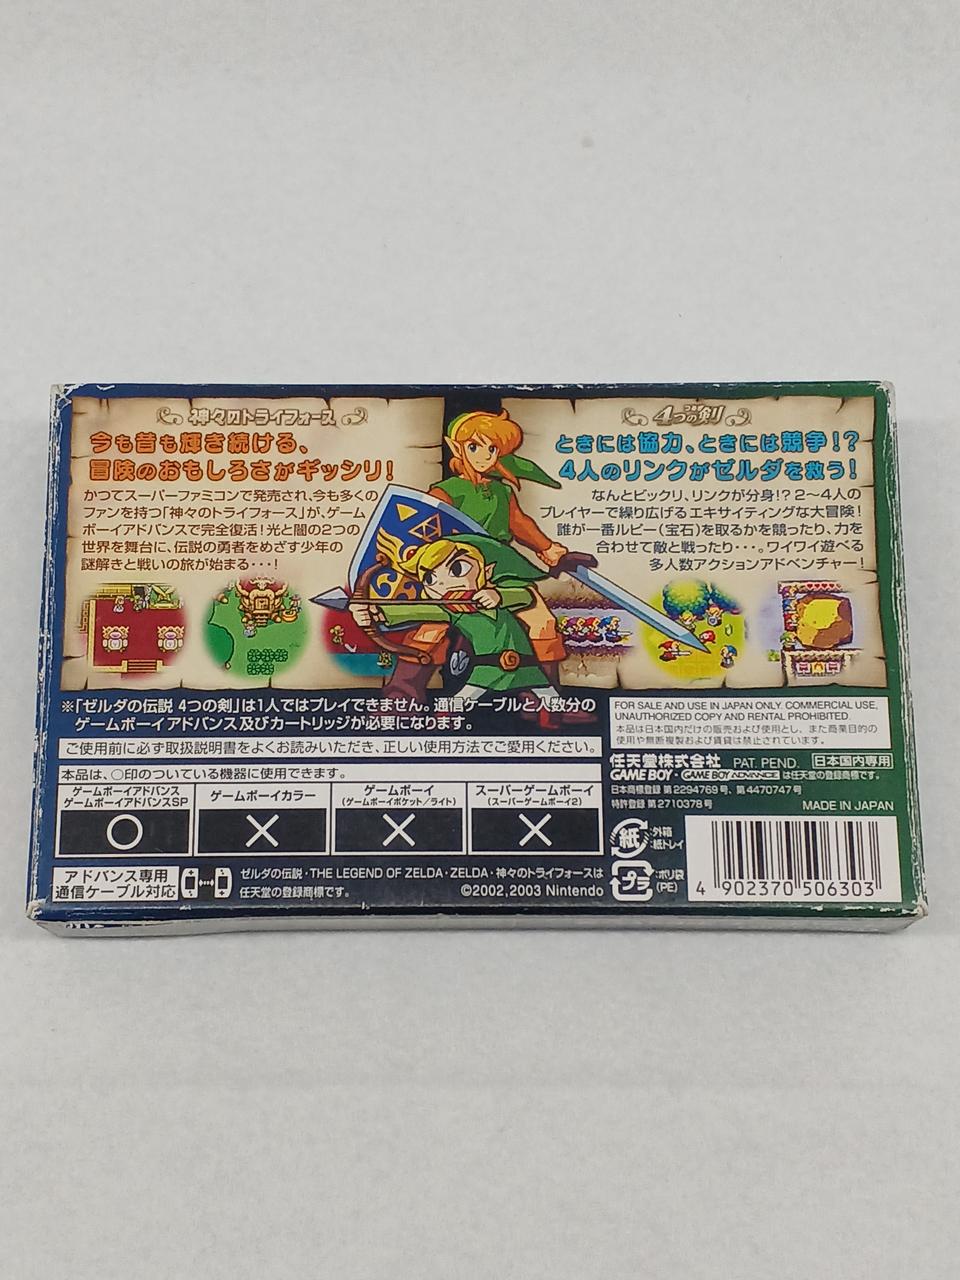 神々のトライフォース
今も昔も輝き続ける、
冒険のおもしろさがギッシリ!
かつてスーパーファミコンで発売され、今も多くの
ファンを持つ「神々のトライフォース」が、ゲーム
ボーイアドバンスで完全復活!光と闇の2つの
世界を舞台に、伝説の勇者をめざす少年の
謎解きと戦いの旅が始まる・・・!
4つの剣
ときには協力、ときには競争!?
4人のリンクがゼルダを救う!
なんとビックリ、リンクが分身!?2〜4人の
プレイヤーで繰り広げるエキサイティングな大冒険!
誰が一番ルピー(宝石)を取るかを競ったり、力を
合わせて敵と戦ったり・・・。ワイワイ遊べる
多人数アクションアドベンチャー!
※「ゼルダの伝説 4つの剣」は1人ではプレイできません。通信ケーブルと人数分の
ゲームボーイアドバンス及びカートリッジが必要になります。
ご使用前に必ず取扱説明書をよくお読みいただき、正しい使用方法でご愛用ください。
本品は、○印のついている機器に使用できます。
ゲームボーイアドバンス
ゲームボーイアドバンスSP
○
ゲームボーイカラー
×
ゲームボーイ
(ゲームボーイポケット/ライト)
×
スーパーゲームボーイ
(スーパーゲームボーイ2)
×
アドバンス専用
通信ケーブル対応
ゼルダの伝説・THE LEGEND OF ZELDA・ZELDA・神々のトライフォースは
任天堂の登録商標です。
©2002,2003 Nintendo
FOR SALE AND USE IN JAPAN ONLY. COMMERCIAL USE,
UNAUTHORIZED COPY AND RENTAL PROHIBITED.
本品は日本国内だけの販売および使用とし、また商業目的の
使用や無断複製および賃貸は禁止されています。
任天堂株式会社 PAT. PEND. 日本国内専用
GAME BOY・GAME BOY ADVANCE は任天堂の登録商標です。
日本商標登録 第2294769号、第4470747号
特許登録 第2710378号
MADE IN JAPAN
紙 外箱
:紙トレイ
プラ :ポリ袋
(PE)
4 902370 506303